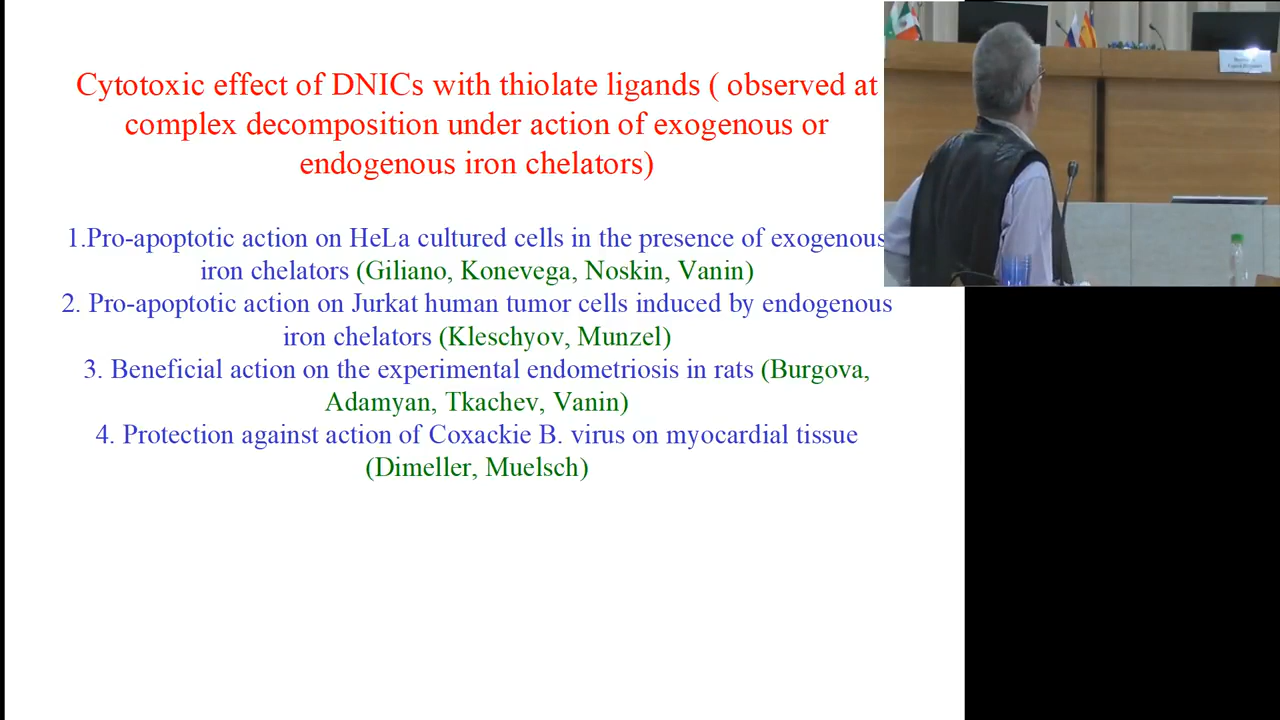 Cytotoxic effect of DNICs with thiolate ligands ( observed at
complex decomposition under action of exogenous or
endogenous iron chelators)
1.Pro-apoptotic action on HeLa cultured cells in the presence of exogenous
iron chelators (Giliano, Konevega, Noskin, Vanin)
2. Pro-apoptotic action on Jurkat human tumor cells induced by endogenous
iron chelators (Kleschyov, Munzel)
3. Beneficial action on the experimental endometriosis in rats (Burgova,
Adamyan, Tkachev, Vanin)
4. Protection against action of Coxackie B. virus on myocardial tissue
(Dimeller, Muelsch)